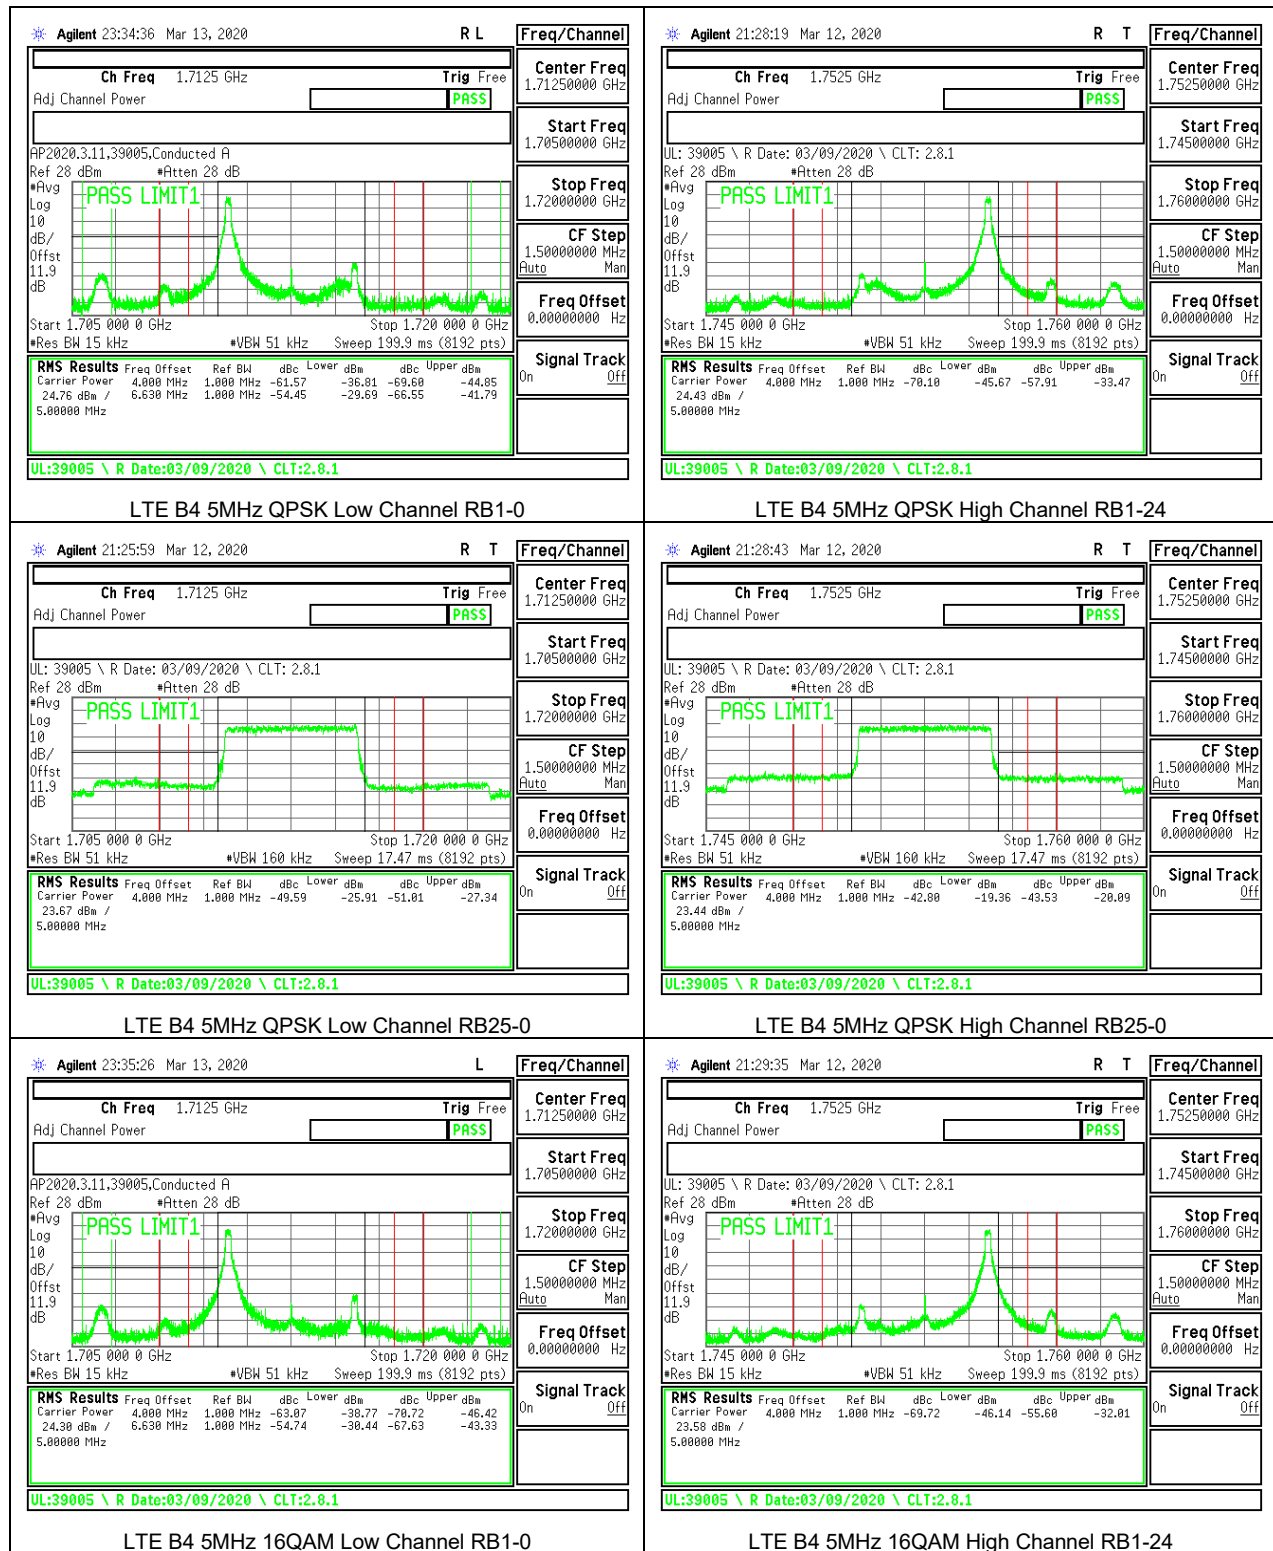 Agilent 23:34:36 Mar 13, 2020 R L Freq/Channel
Ch Freq 1.7125 GHz Trig Free
Adj Channel Power PASS
Center Freq
1.71250000 GHz
Start Freq
1.70500000 GHz
Stop Freq
1.72000000 GHz
CF Step
1.50000000 MHz
Auto Man
Freq Offset
0.00000000 Hz
Signal Track
On Off
AP2020.3.11,39005,Conducted A
Ref 28 dBm #Atten 28 dB
#Avg
Log
10
dB/
Offst
11.9
dB
PASS LIMIT1
Start 1.705 000 0 GHz Stop 1.720 000 0 GHz
#Res BW 15 kHz #VBW 51 kHz Sweep 199.9 ms (8192 pts)
RMS Results Freq Offset Ref BW dBc Lower dBm dBc Upper dBm
Carrier Power 4.000 MHz 1.000 MHz -61.57 -36.81 -69.60 -44.85
24.76 dBm / 6.630 MHz 1.000 MHz -54.45 -29.69 -66.55 -41.79
5.00000 MHz
UL:39005 \ R Date:03/09/2020 \ CLT:2.8.1
LTE B4 5MHz QPSK Low Channel RB1-0
Agilent 21:28:19 Mar 12, 2020 R T Freq/Channel
Ch Freq 1.7525 GHz Trig Free
Adj Channel Power PASS
Center Freq
1.75250000 GHz
Start Freq
1.74500000 GHz
Stop Freq
1.76000000 GHz
CF Step
1.50000000 MHz
Auto Man
Freq Offset
0.00000000 Hz
Signal Track
On Off
UL: 39005 \ R Date: 03/09/2020 \ CLT: 2.8.1
Ref 28 dBm #Atten 28 dB
#Avg
Log
10
dB/
Offst
11.9
dB
PASS LIMIT1
Start 1.745 000 0 GHz Stop 1.760 000 0 GHz
#Res BW 15 kHz #VBW 51 kHz Sweep 199.9 ms (8192 pts)
RMS Results Freq Offset Ref BW dBc Lower dBm dBc Upper dBm
Carrier Power 4.000 MHz 1.000 MHz -70.10 -45.67 -57.91 -33.47
24.43 dBm /
5.00000 MHz
UL:39005 \ R Date:03/09/2020 \ CLT:2.8.1
LTE B4 5MHz QPSK High Channel RB1-24
Agilent 21:25:59 Mar 12, 2020 R T Freq/Channel
Ch Freq 1.7125 GHz Trig Free
Adj Channel Power PASS
Center Freq
1.71250000 GHz
Start Freq
1.70500000 GHz
Stop Freq
1.72000000 GHz
CF Step
1.50000000 MHz
Auto Man
Freq Offset
0.00000000 Hz
Signal Track
On Off
UL: 39005 \ R Date: 03/09/2020 \ CLT: 2.8.1
Ref 28 dBm #Atten 28 dB
#Avg
Log
10
dB/
Offst
11.9
dB
PASS LIMIT1
Start 1.705 000 0 GHz Stop 1.720 000 0 GHz
#Res BW 51 kHz #VBW 160 kHz Sweep 17.47 ms (8192 pts)
RMS Results Freq Offset Ref BW dBc Lower dBm dBc Upper dBm
Carrier Power 4.000 MHz 1.000 MHz -49.59 -25.91 -51.01 -27.34
23.67 dBm /
5.00000 MHz
UL:39005 \ R Date:03/09/2020 \ CLT:2.8.1
LTE B4 5MHz QPSK Low Channel RB25-0
Agilent 21:28:43 Mar 12, 2020 R T Freq/Channel
Ch Freq 1.7525 GHz Trig Free
Adj Channel Power PASS
Center Freq
1.75250000 GHz
Start Freq
1.74500000 GHz
Stop Freq
1.76000000 GHz
CF Step
1.50000000 MHz
Auto Man
Freq Offset
0.00000000 Hz
Signal Track
On Off
UL: 39005 \ R Date: 03/09/2020 \ CLT: 2.8.1
Ref 28 dBm #Atten 28 dB
#Avg
Log
10
dB/
Offst
11.9
dB
PASS LIMIT1
Start 1.745 000 0 GHz Stop 1.760 000 0 GHz
#Res BW 51 kHz #VBW 160 kHz Sweep 17.47 ms (8192 pts)
RMS Results Freq Offset Ref BW dBc Lower dBm dBc Upper dBm
Carrier Power 4.000 MHz 1.000 MHz -42.80 -19.36 -43.53 -20.09
23.44 dBm /
5.00000 MHz
UL:39005 \ R Date:03/09/2020 \ CLT:2.8.1
LTE B4 5MHz QPSK High Channel RB25-0
Agilent 23:35:26 Mar 13, 2020 L Freq/Channel
Ch Freq 1.7125 GHz Trig Free
Adj Channel Power PASS
Center Freq
1.71250000 GHz
Start Freq
1.70500000 GHz
Stop Freq
1.72000000 GHz
CF Step
1.50000000 MHz
Auto Man
Freq Offset
0.00000000 Hz
Signal Track
On Off
AP2020.3.11,39005,Conducted A
Ref 28 dBm #Atten 28 dB
#Avg
Log
10
dB/
Offst
11.9
dB
PASS LIMIT1
Start 1.705 000 0 GHz Stop 1.720 000 0 GHz
#Res BW 15 kHz #VBW 51 kHz Sweep 199.9 ms (8192 pts)
RMS Results Freq Offset Ref BW dBc Lower dBm dBc Upper dBm
Carrier Power 4.000 MHz 1.000 MHz -63.07 -38.77 -70.72 -46.42
24.30 dBm / 6.630 MHz 1.000 MHz -54.74 -30.44 -67.63 -43.33
5.00000 MHz
UL:39005 \ R Date:03/09/2020 \ CLT:2.8.1
LTE B4 5MHz 16QAM Low Channel RB1-0
Agilent 21:29:35 Mar 12, 2020 R T Freq/Channel
Ch Freq 1.7525 GHz Trig Free
Adj Channel Power PASS
Center Freq
1.75250000 GHz
Start Freq
1.74500000 GHz
Stop Freq
1.76000000 GHz
CF Step
1.50000000 MHz
Auto Man
Freq Offset
0.00000000 Hz
Signal Track
On Off
UL: 39005 \ R Date: 03/09/2020 \ CLT: 2.8.1
Ref 28 dBm #Atten 28 dB
#Avg
Log
10
dB/
Offst
11.9
dB
PASS LIMIT1
Start 1.745 000 0 GHz Stop 1.760 000 0 GHz
#Res BW 15 kHz #VBW 51 kHz Sweep 199.9 ms (8192 pts)
RMS Results Freq Offset Ref BW dBc Lower dBm dBc Upper dBm
Carrier Power 4.000 MHz 1.000 MHz -69.72 -46.14 -55.60 -32.01
23.58 dBm /
5.00000 MHz
UL:39005 \ R Date:03/09/2020 \ CLT:2.8.1
LTE B4 5MHz 16QAM High Channel RB1-24